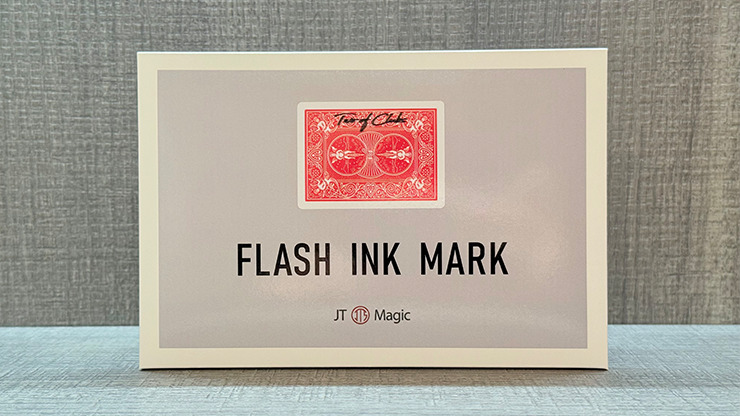 Two of Clubs
FLASH INK MARK
JT Magic